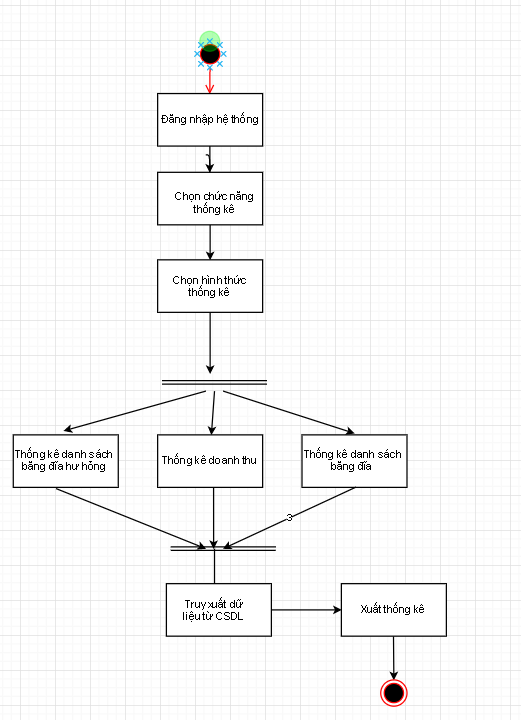 Đăng nhập hệ thống
Chọn chức năng
thống kê
Chọn hình thức
thống kê
Thống kê danh sách
băng đĩa hư hỏng
Thống kê doanh thu
Thống kê danh sách
băng đĩa
3
Truy xuất dữ
liệu từ CSDL
Xuất thống kê